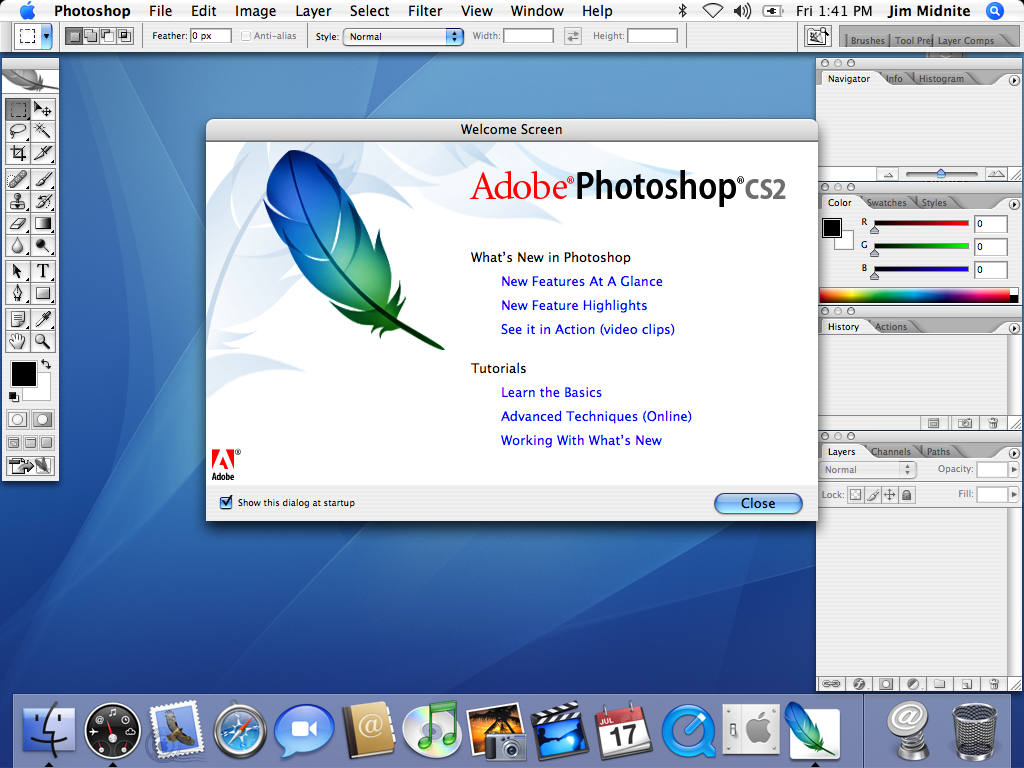 Photoshop File Edit Image Layer Select Filter View Window Help Fri 1:41 PM Jim Midnite
Feather: 0 px Anti-alias Style: Normal Width: Height: Brushes Tool Pre Layer Comps
Navigator Info Histogram
Welcome Screen
Adobe®Photoshop®CS2
Color Swatches Styles
R 0
G 0
B 0
What's New in Photoshop
New Features At A Glance
New Feature Highlights
See it in Action (video clips)
History Actions
T
Tutorials
Learn the Basics
Advanced Techniques (Online)
Working With What's New
Layers Channels Paths
Normal Opacity:
Lock: Fill:
Adobe®
Show this dialog at startup Close
JUL
17